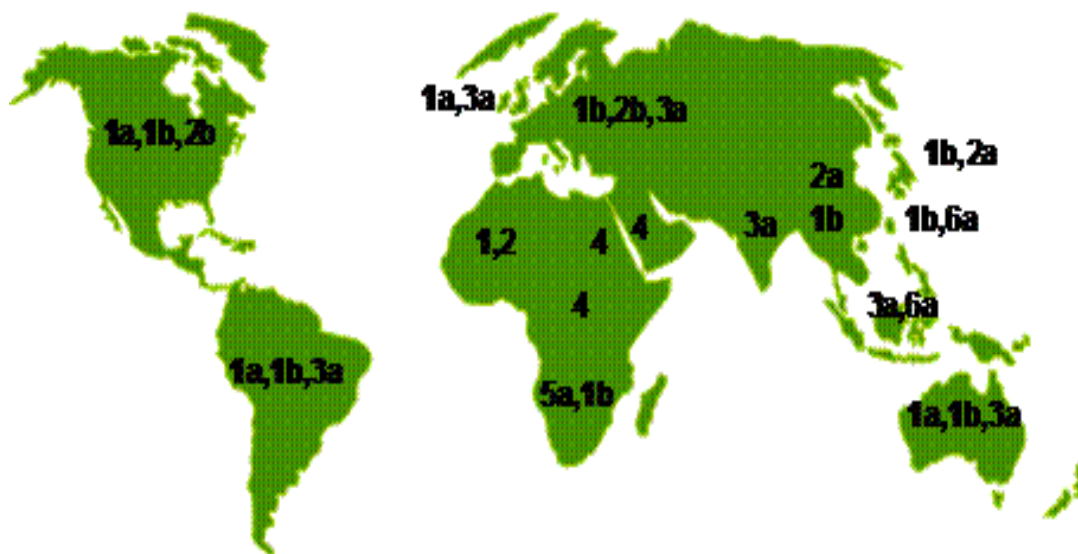 1a,3a
1b,2b,3a
1a,1b,2b
1b,2a
2a
3a
1b
1b,6a
1,2
4
4
4
3a,6a
1a,1b,3a
5a,1b
1a,1b,3a